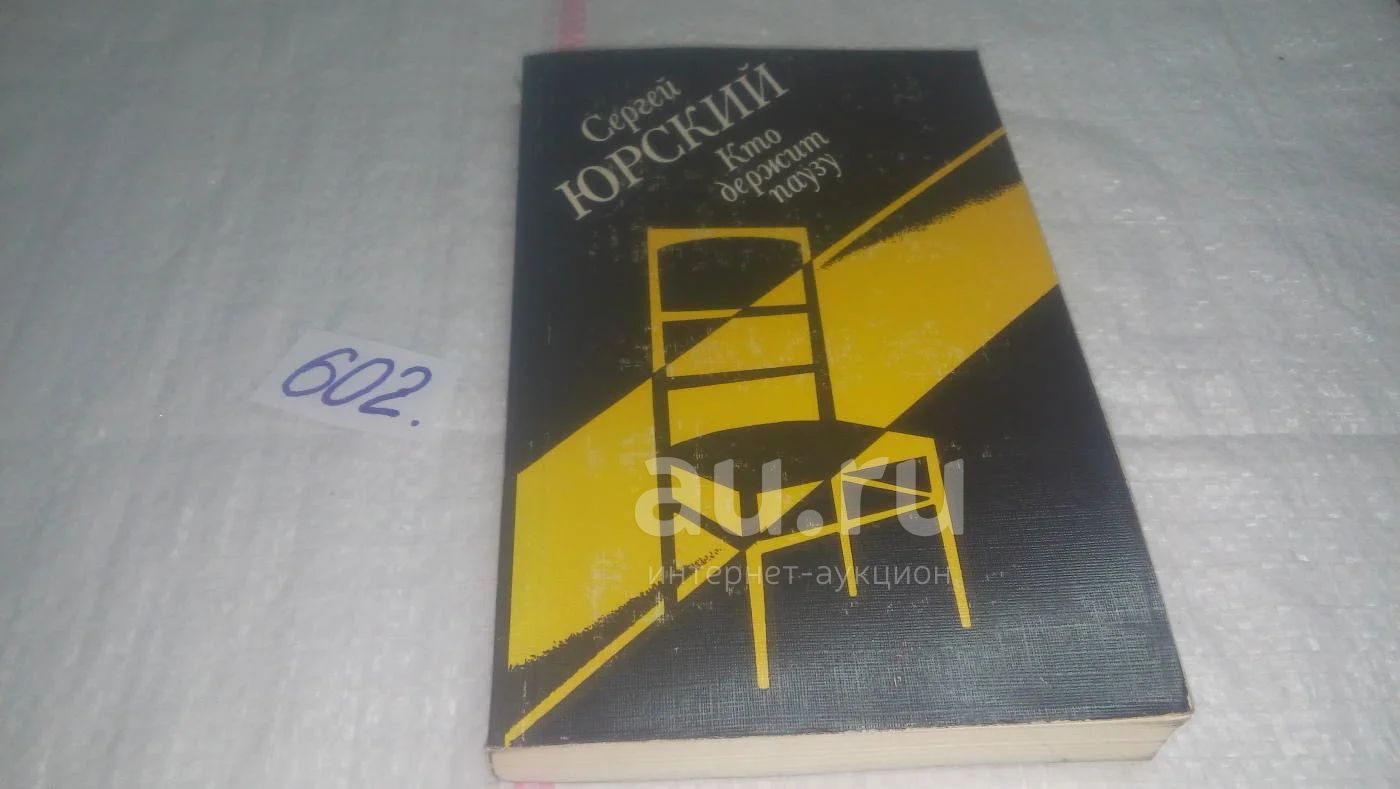 Сергей
ЮРСКИЙ
Кто
держит
паузу
602.
au.ru
интернет-аукцион